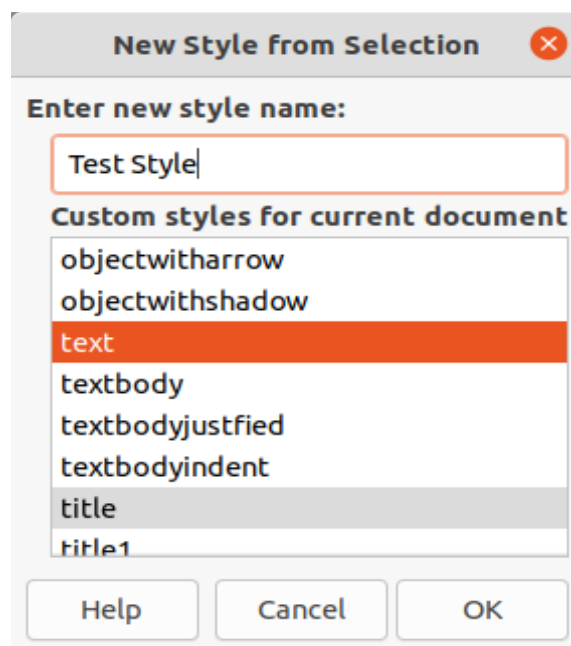 New Style from Selection
Enter new style name:
Test Style
Custom styles for current document
objectwitharrow
objectwithshadow
text
textbody
textbodyjustfied
textbodyindent
title
title1
Help Cancel OK